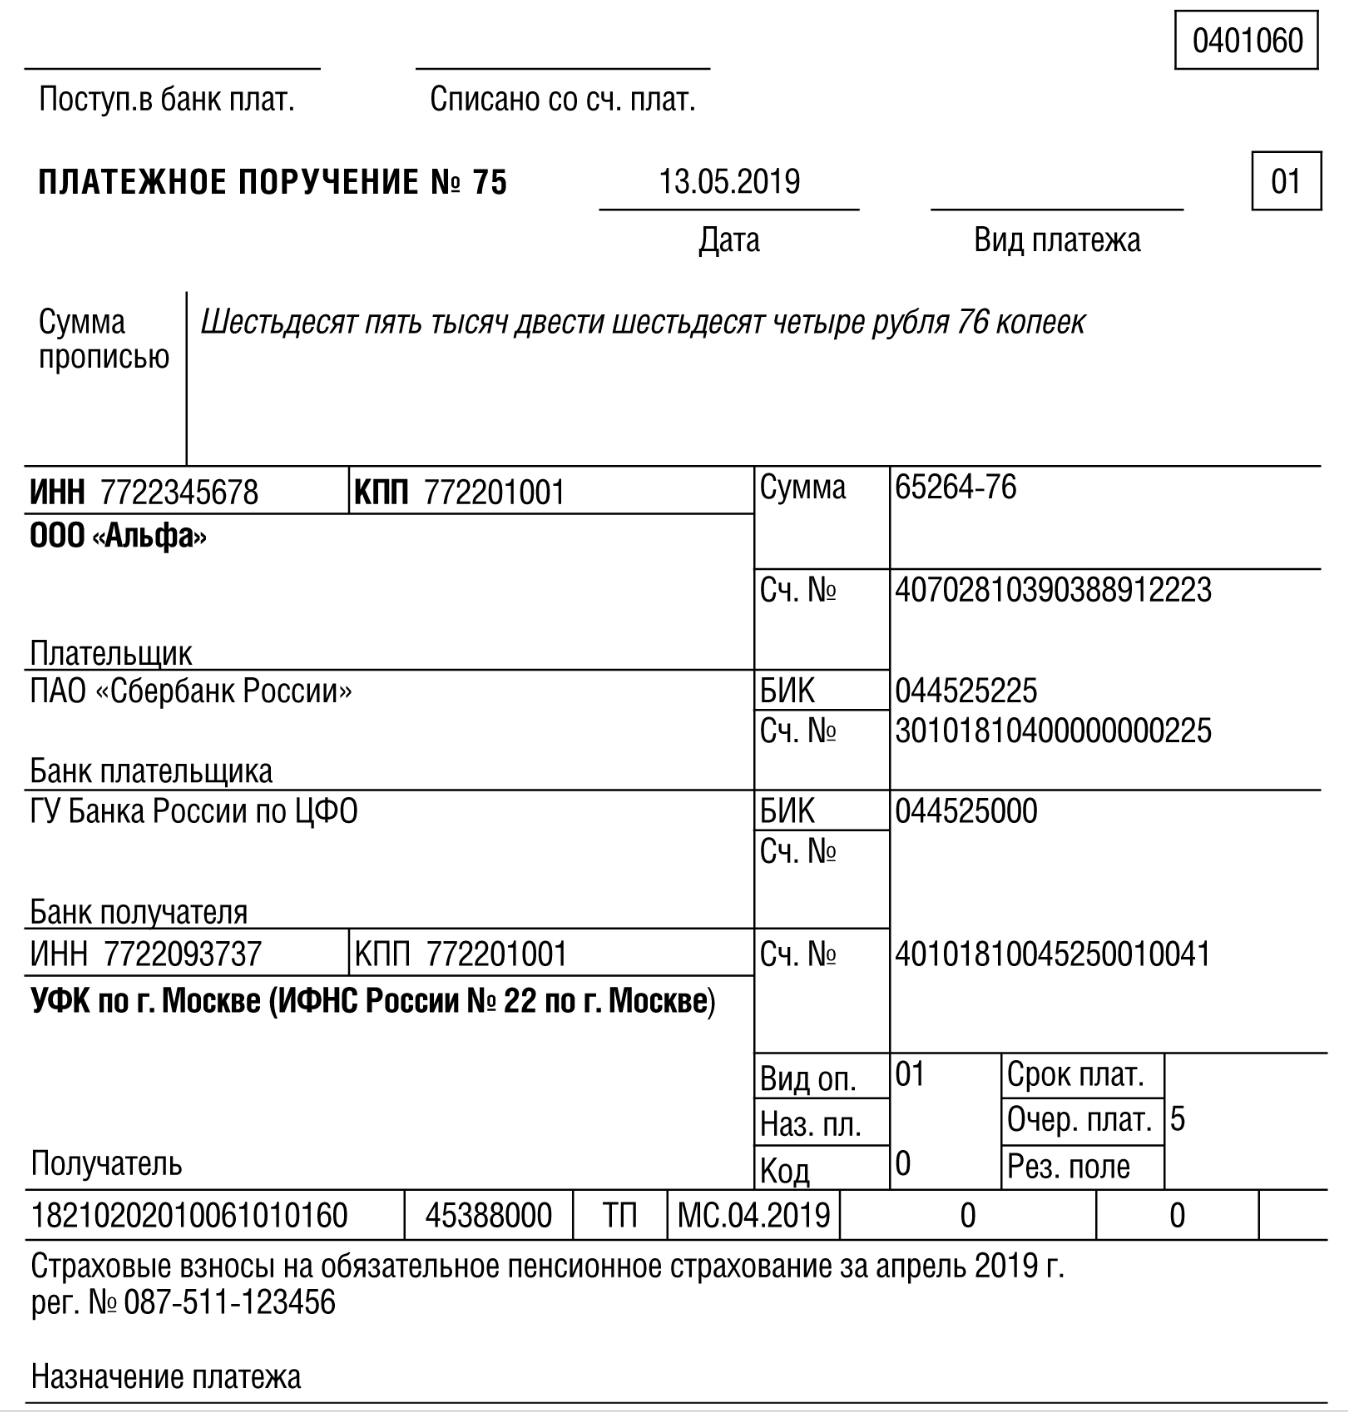 0401060
Поступ.в банк плат. Списано со сч. плат.
ПЛАТЕЖНОЕ ПОРУЧЕНИЕ № 75 13.05.2019 01
Дата Вид платежа
Сумма прописью Шестьдесят пять тысяч двести шестьдесят четыре рубля 76 копеек
ИНН 7722345678 КПП 772201001 Сумма 65264-76
ООО «Альфа»
Сч. № 40702810390388912223
Плательщик
ПАО «Сбербанк России» БИК 044525225
Сч. № 30101810400000000225
Банк плательщика
ГУ Банка России по ЦФО БИК 044525000
Сч. №
Банк получателя
ИНН 7722093737 КПП 772201001 Сч. № 40101810045250010041
УФК по г. Москве (ИФНС России № 22 по г. Москве)
Вид оп. 01 Срок плат.
Наз. пл. Очер. плат. 5
Получатель Код 0 Рез. поле
18210202010061010160 45388000 ТП МС.04.2019 0 0
Страховые взносы на обязательное пенсионное страхование за апрель 2019 г.
рег. № 087-511-123456
Назначение платежа